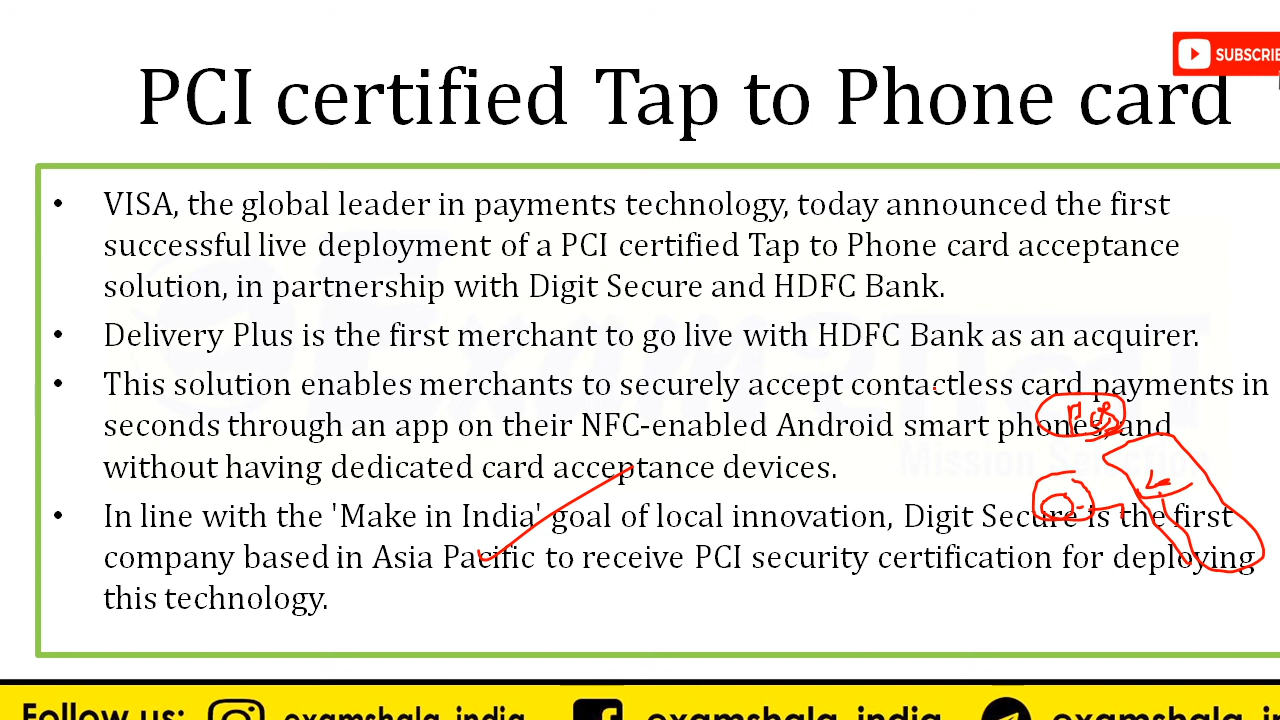 SUBSCRIBE
PCI certified Tap to Phone card
• VISA, the global leader in payments technology, today announced the first
successful live deployment of a PCI certified Tap to Phone card acceptance
solution, in partnership with Digit Secure and HDFC Bank.
• Delivery Plus is the first merchant to go live with HDFC Bank as an acquirer.
• This solution enables merchants to securely accept contactless card payments in
seconds through an app on their NFC-enabled Android smart phones and
without having dedicated card acceptance devices.
• In line with the 'Make in India' goal of local innovation, Digit Secure is the first
company based in Asia Pacific to receive PCI security certification for deploying
this technology.
Mission Selection
Follow us: examshala_india examshala_india examshala_india